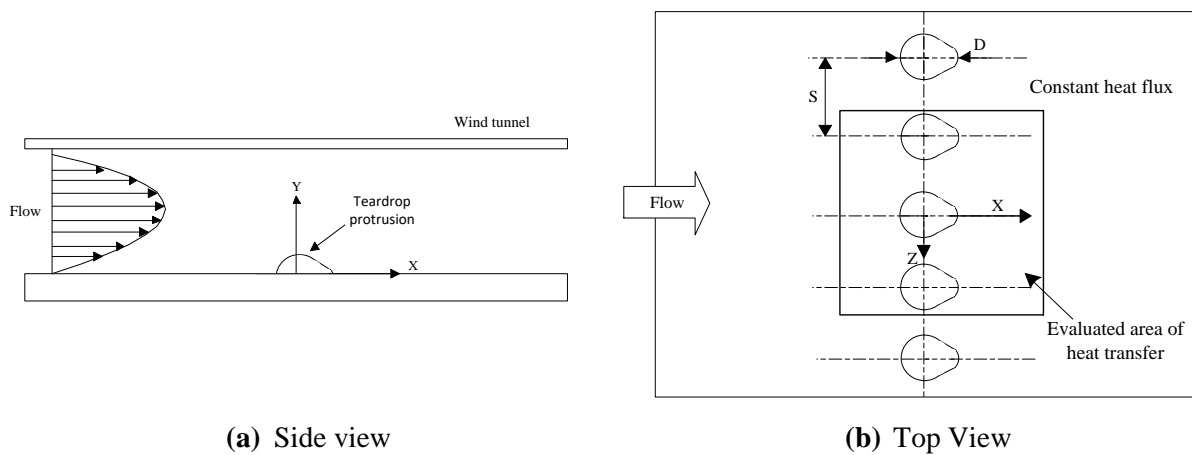 Wind tunnel
Flow
Y
Teardrop
protrusion
X
(a) Side view
D
S
Constant heat flux
Flow
X
Z
Evaluated area of
heat transfer
(b) Top View